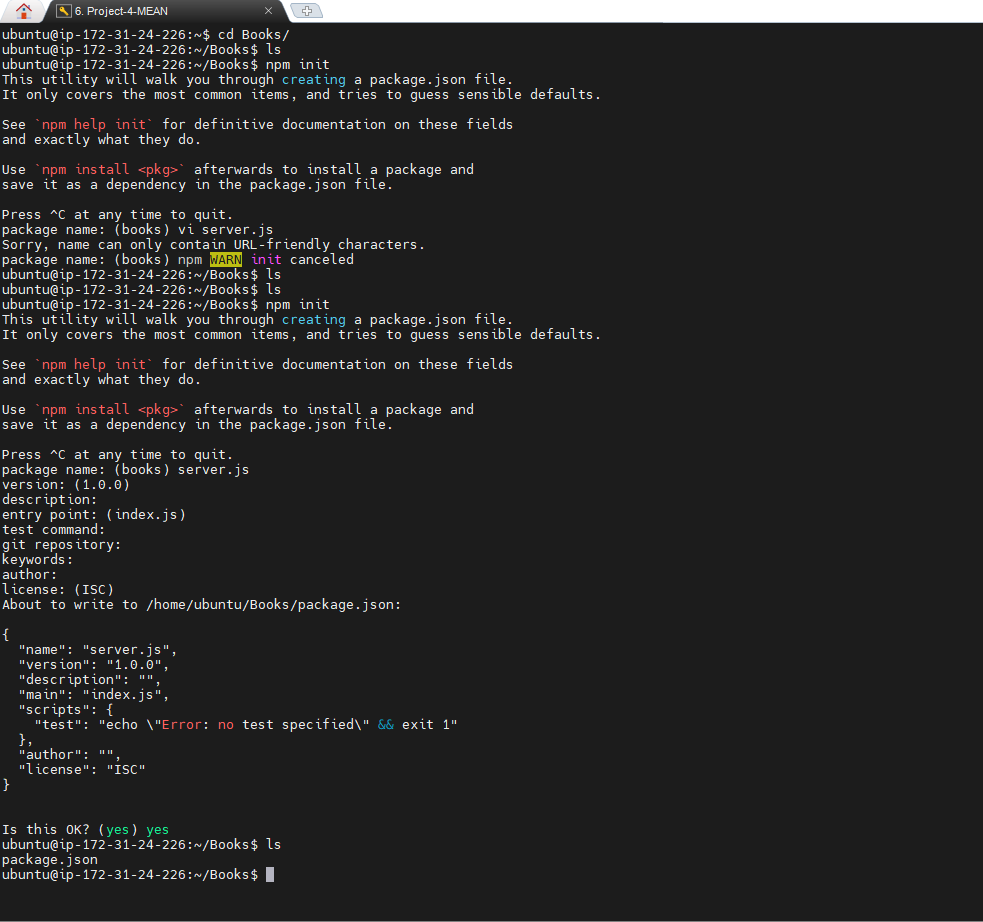 6. Project-4-MEAN
ubuntu@ip-172-31-24-226:~$ cd Books/
ubuntu@ip-172-31-24-226:~/Books$ ls
ubuntu@ip-172-31-24-226:~/Books$ npm init
This utility will walk you through creating a package.json file.
It only covers the most common items, and tries to guess sensible defaults.

See `npm help init` for definitive documentation on these fields
and exactly what they do.

Use `npm install <pkg>` afterwards to install a package and
save it as a dependency in the package.json file.

Press ^C at any time to quit.
package name: (books) vi server.js
Sorry, name can only contain URL-friendly characters.
package name: (books) npm WARN init canceled
ubuntu@ip-172-31-24-226:~/Books$ ls
ubuntu@ip-172-31-24-226:~/Books$ ls
ubuntu@ip-172-31-24-226:~/Books$ npm init
This utility will walk you through creating a package.json file.
It only covers the most common items, and tries to guess sensible defaults.

See `npm help init` for definitive documentation on these fields
and exactly what they do.

Use `npm install <pkg>` afterwards to install a package and
save it as a dependency in the package.json file.

Press ^C at any time to quit.
package name: (books) server.js
version: (1.0.0)
description:
entry point: (index.js)
test command:
git repository:
keywords:
author:
license: (ISC)
About to write to /home/ubuntu/Books/package.json:

{
  "name": "server.js",
  "version": "1.0.0",
  "description": "",
  "main": "index.js",
  "scripts": {
    "test": "echo \"Error: no test specified\" && exit 1"
  },
  "author": "",
  "license": "ISC"
}

Is this OK? (yes) yes
ubuntu@ip-172-31-24-226:~/Books$ ls
package.json
ubuntu@ip-172-31-24-226:~/Books$